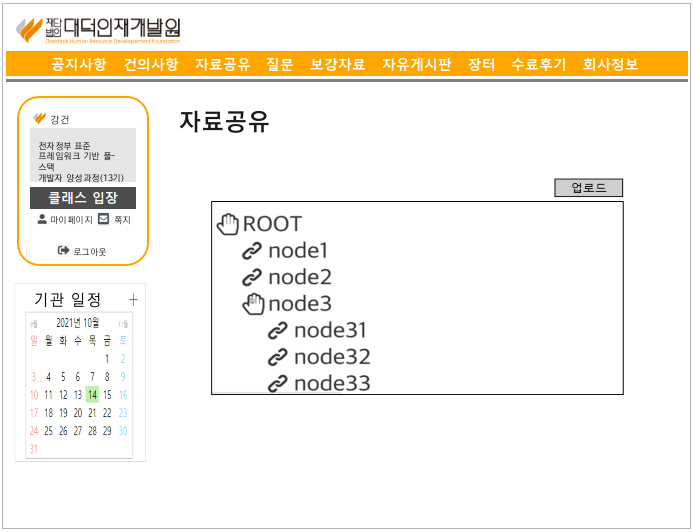 재단
법인 대덕인재개발원
Daedeok Human Resource Developement Foundation
공지사항 건의사항 자료공유 질문 보강자료 자유게시판 장터 수료후기 회사정보
강건
전자정부 표준
프레임워크 기반 풀-
스택
개발자 양성과정(13기)
클래스 입장
마이페이지 쪽지
로그아웃
기관 일정 +
9월 2021년 10월 11월
일 월 화 수 목 금 토
1 2
3 4 5 6 7 8 9
10 11 12 13 14 15 16
17 18 19 20 21 22 23
24 25 26 27 28 29 30
31
자료공유
업로드
ROOT
node1
node2
node3
node31
node32
node33